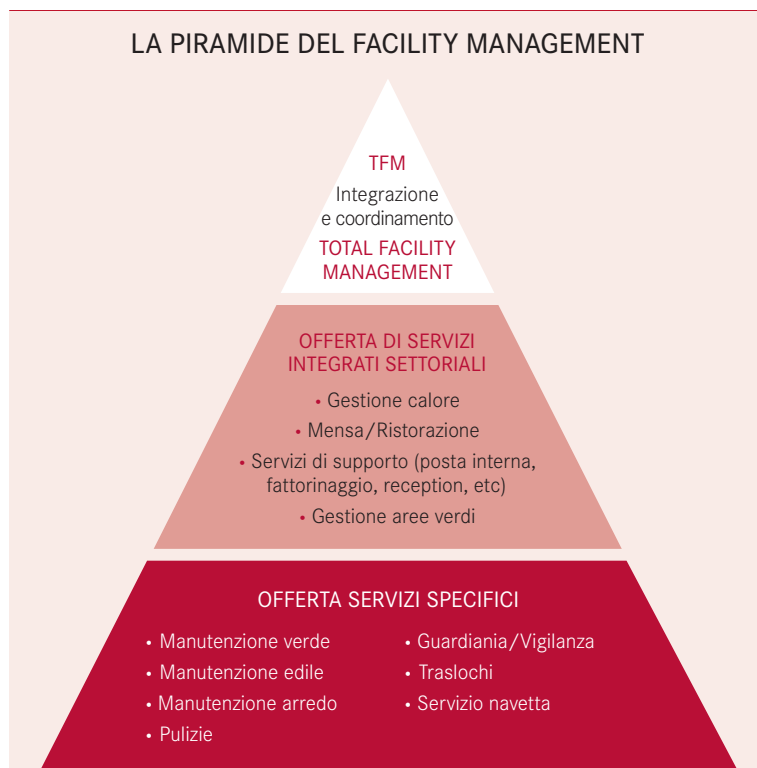 LA PIRAMIDE DEL FACILITY MANAGEMENT
TFM
Integrazione
e coordinamento
TOTAL FACILITY
MANAGEMENT
OFFERTA DI SERVIZI
INTEGRATI SETTORIALI
• Gestione calore
• Mensa/Ristorazione
• Servizi di supporto (posta interna,
fattorinaggio, reception, etc)
• Gestione aree verdi
OFFERTA SERVIZI SPECIFICI
• Manutenzione verde
• Manutenzione edile
• Manutenzione arredo
• Pulizie
• Guardiania/Vigilanza
• Traslochi
• Servizio navetta